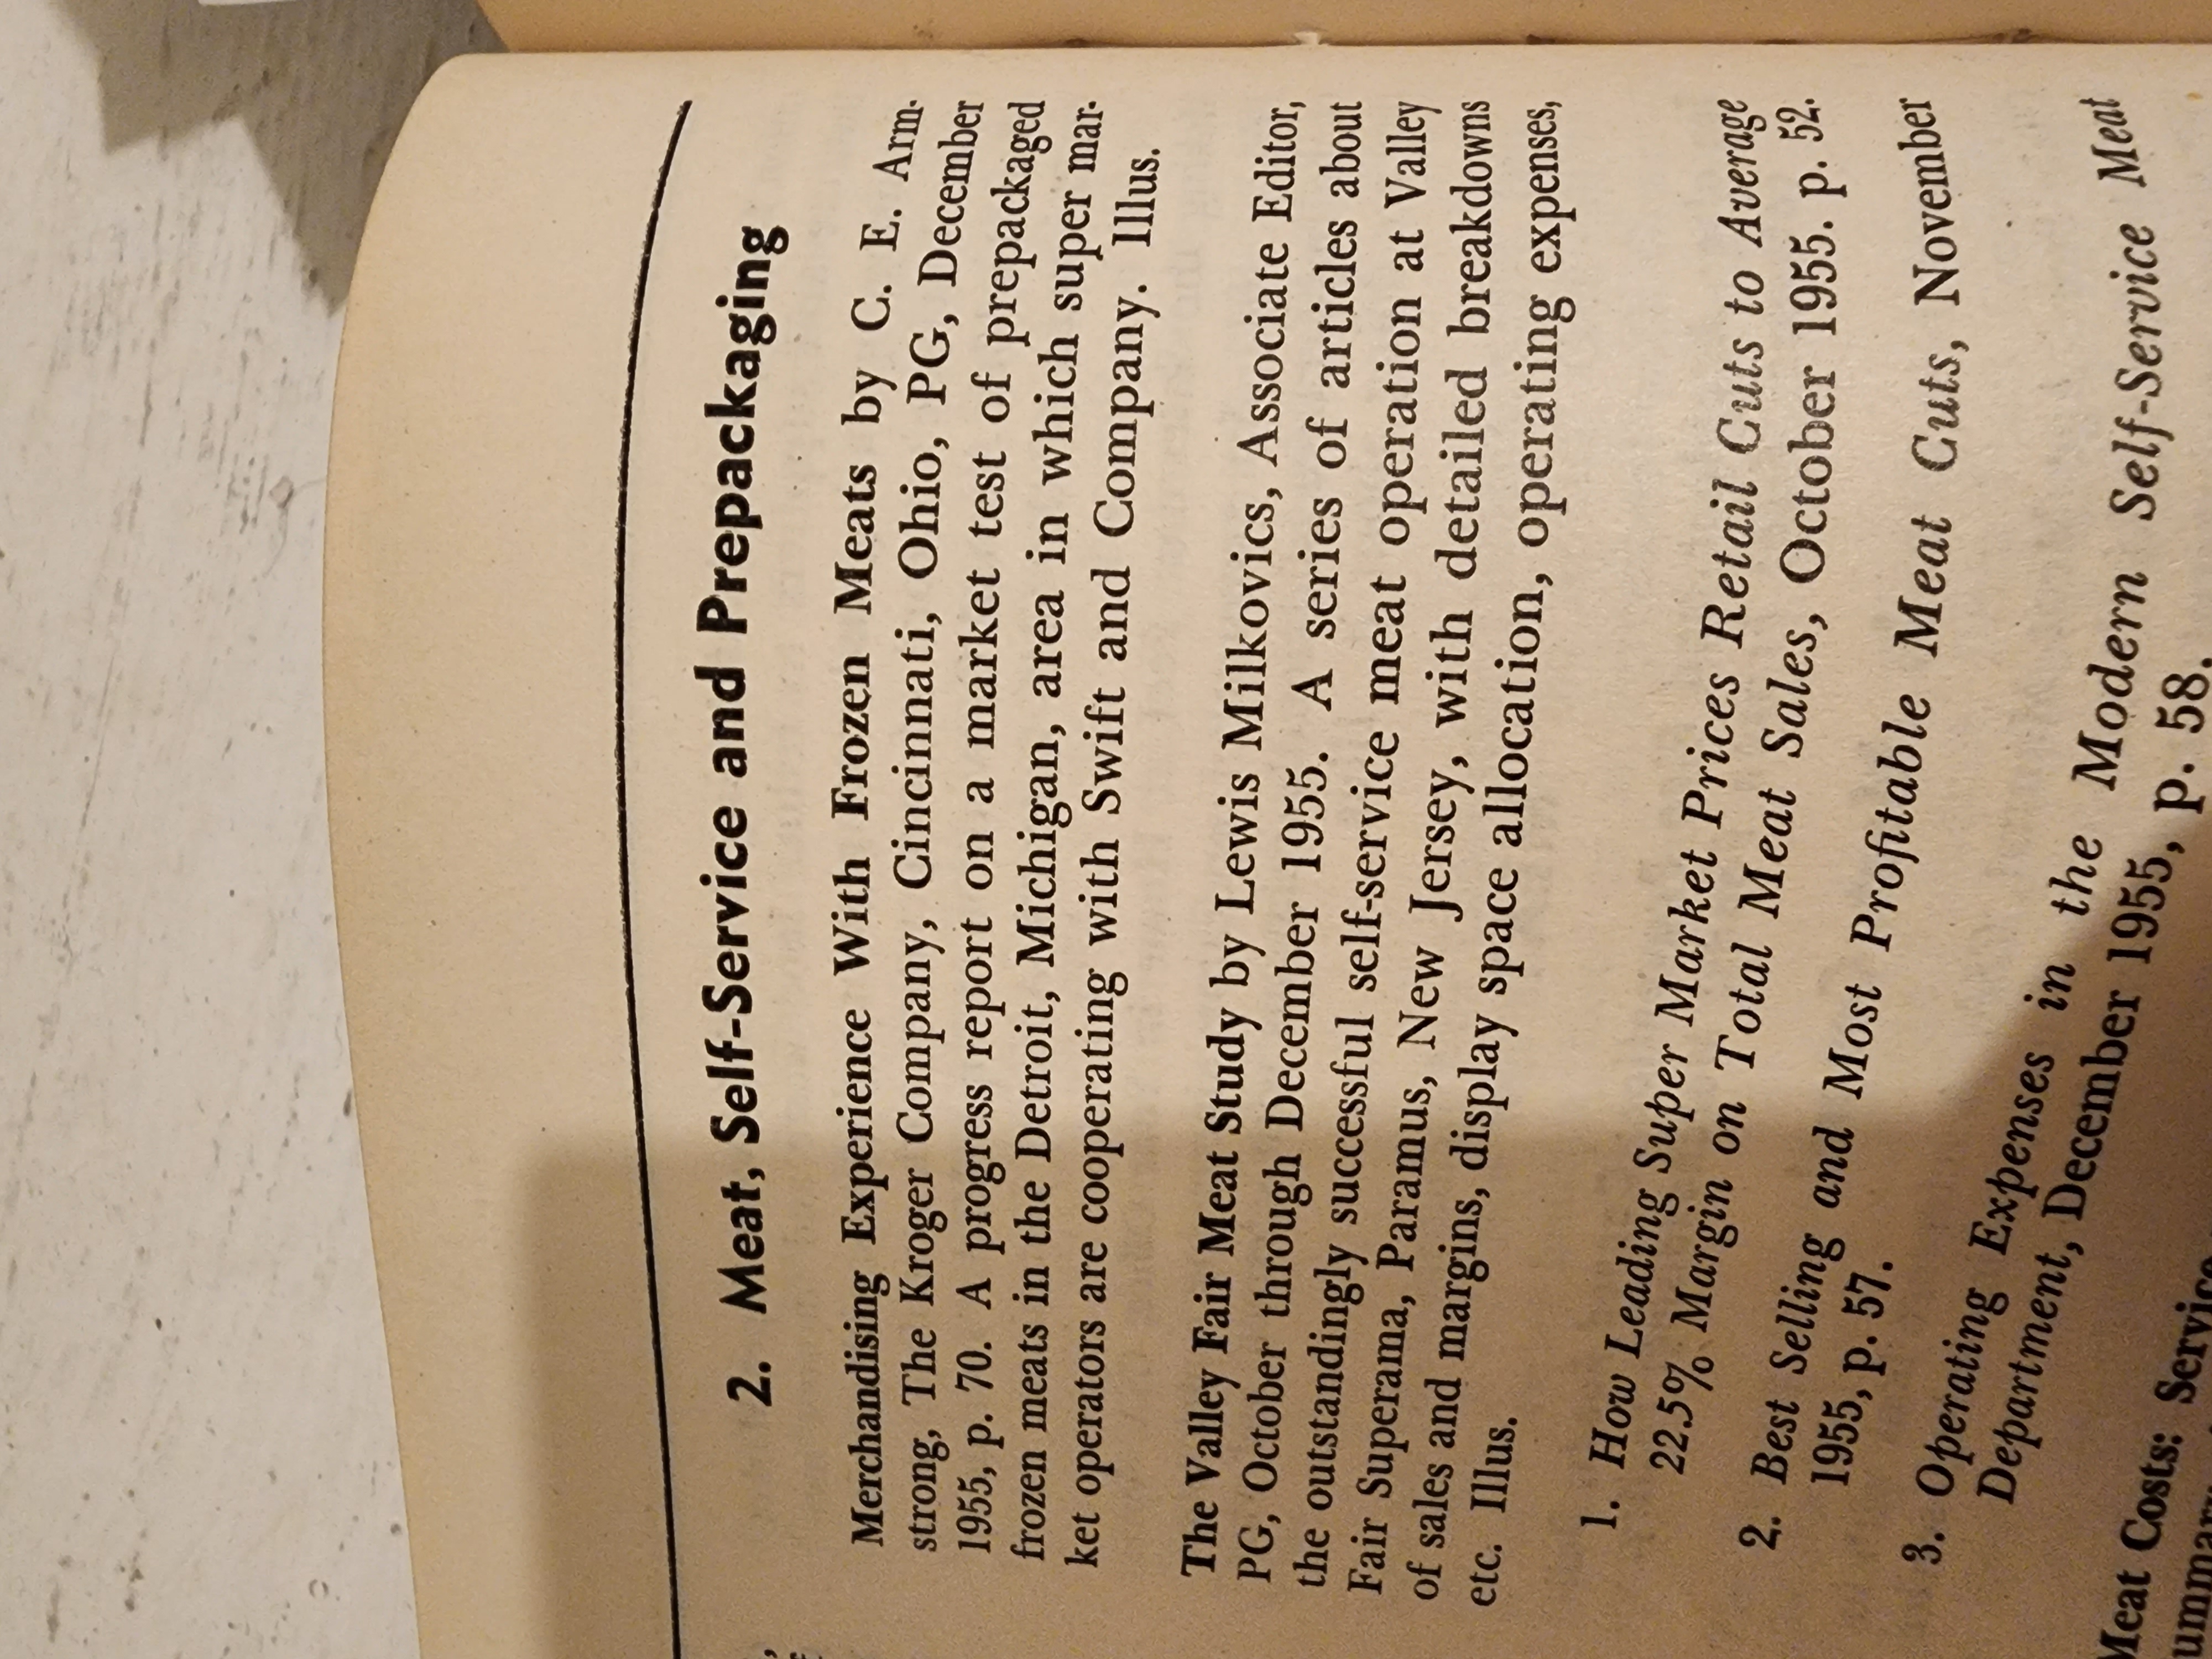 2. Meat, Self-Service and Prepackaging
Merchandising Experience With Frozen Meats by C. E. Arm-
strong, The Kroger Company, Cincinnati, Ohio, PG, December
1955, p. 70. A progress report on a market test of prepackaged
frozen meats in the Detroit, Michigan, area in which super mar-
ket operators are cooperating with Swift and Company. Illus.
The Valley Fair Meat Study by Lewis Milkovics, Associate Editor,
PG, October through December 1955. A series of articles about
the outstandingly successful self-service meat operation at Valley
Fair Superama, Paramus, New Jersey, with detailed breakdowns
of sales and margins, display space allocation, operating expenses,
etc. Illus.
1. How Leading Super Market Prices Retail Cuts to Average
22.5% Margin on Total Meat Sales, October 1955. p. 52.
2. Best Selling and Most Profitable Meat Cuts, November
1955, p. 57.
3. Operating Expenses in the Modern Self-Service Meat
Department, December 1955, p. 58.
Meat Costs: Service